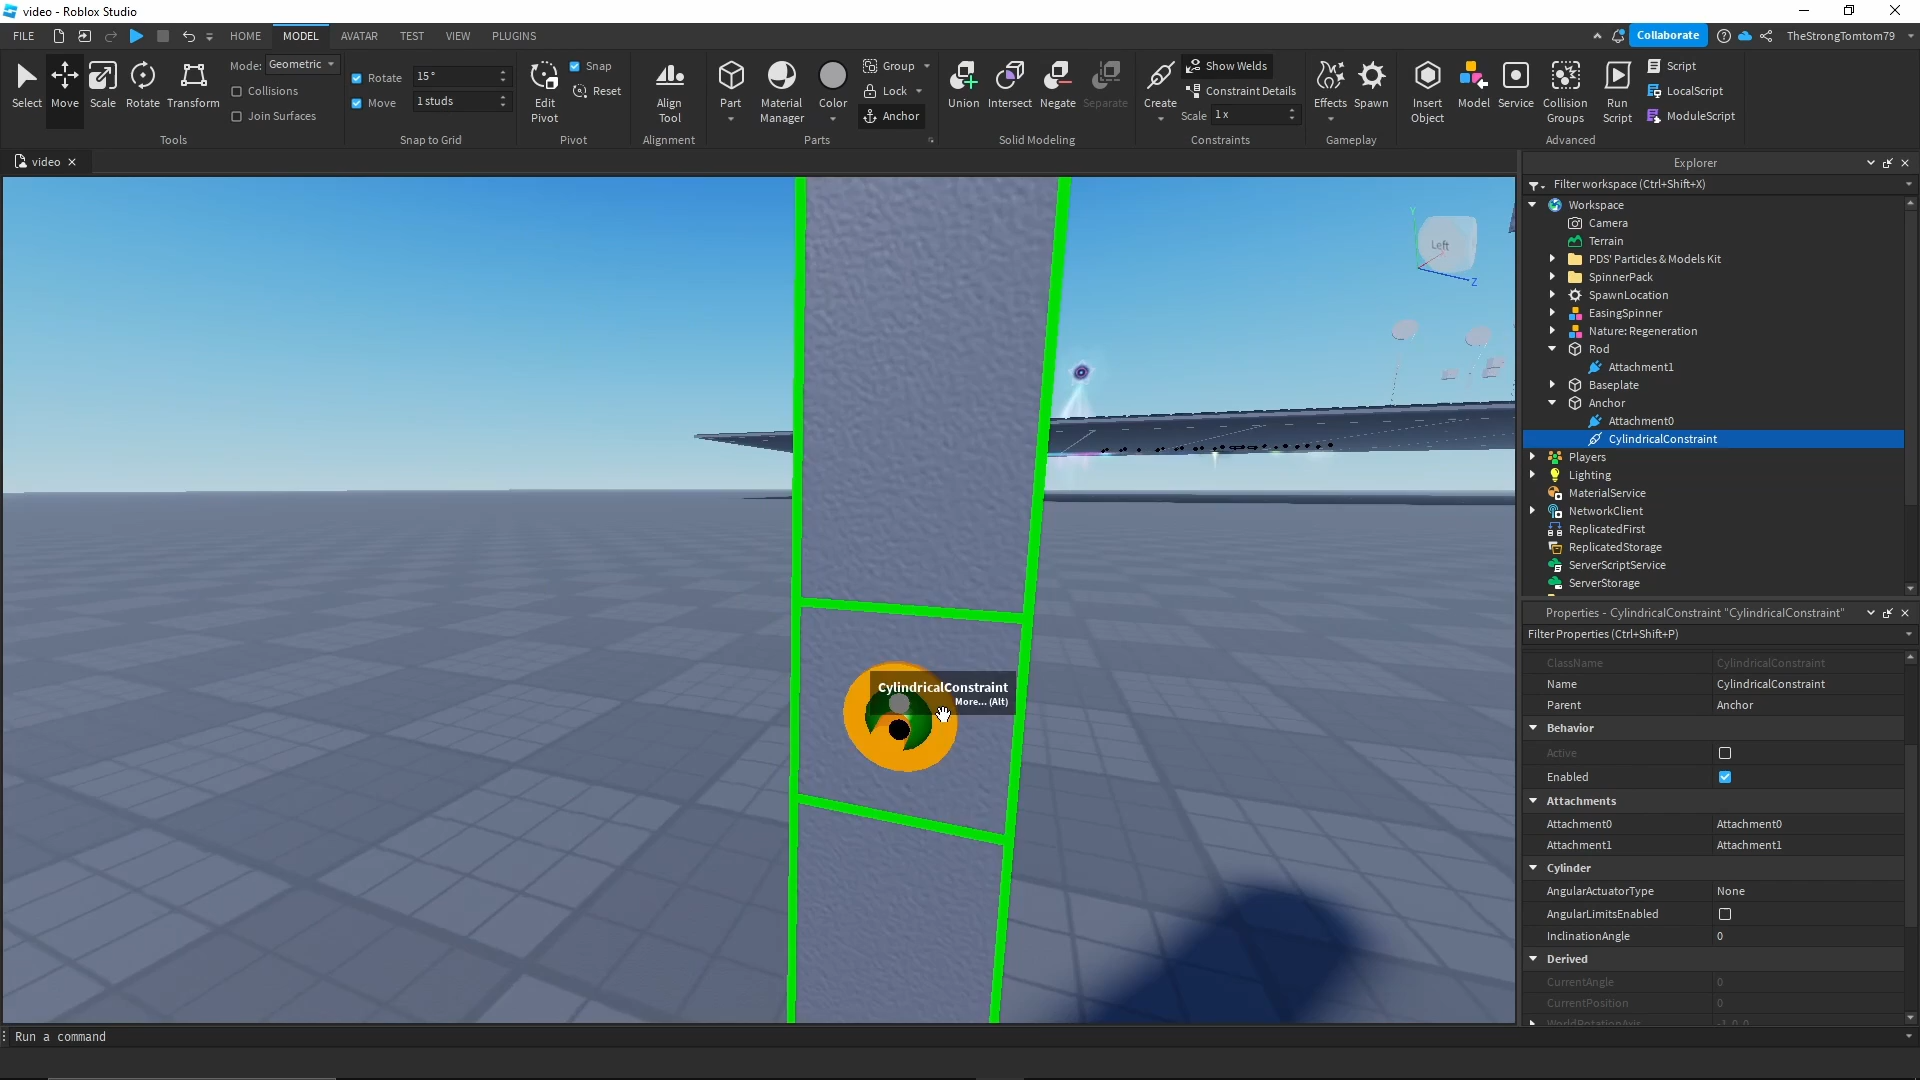 video - Roblox Studio
FILE
HOME
MODEL
AVATAR
TEST
VIEW
PLUGINS
Collaborate
TheStrongTomtom79
Select
Move
Scale
Rotate
Transform
Mode: Geometric
Collisions
Join Surfaces
Tools
Rotate 15°
Move 1 studs
Snap to Grid
Edit Pivot
Snap
Reset
Pivot
Align Tool
Alignment
Part
Material Manager
Color
Group
Lock
Anchor
Parts
Union
Intersect
Negate
Separate
Solid Modeling
Create
Show Welds
Constraint Details
Scale 1 x
Constraints
Effects
Spawn
Gameplay
Insert Object
Model
Service
Collision Groups
Run Script
Script
LocalScript
ModuleScript
Advanced
video
Y
Left
Z
CylindricalConstraint
More... (Alt)
Explorer
Filter workspace (Ctrl+Shift+X)
Workspace
Camera
Terrain
PDS' Particles & Models Kit
SpinnerPack
SpawnLocation
EasingSpinner
Nature: Regeneration
Rod
Attachment1
Baseplate
Anchor
Attachment0
CylindricalConstraint
Players
Lighting
MaterialService
NetworkClient
ReplicatedFirst
ReplicatedStorage
ServerScriptService
ServerStorage
Properties - CylindricalConstraint "CylindricalConstraint"
Filter Properties (Ctrl+Shift+P)
ClassName CylindricalConstraint
Name CylindricalConstraint
Parent Anchor
Behavior
Active
Enabled
Attachments
Attachment0 Attachment0
Attachment1 Attachment1
Cylinder
AngularActuatorType None
AngularLimitsEnabled
InclinationAngle 0
Derived
CurrentAngle 0
CurrentPosition 0
Run a command